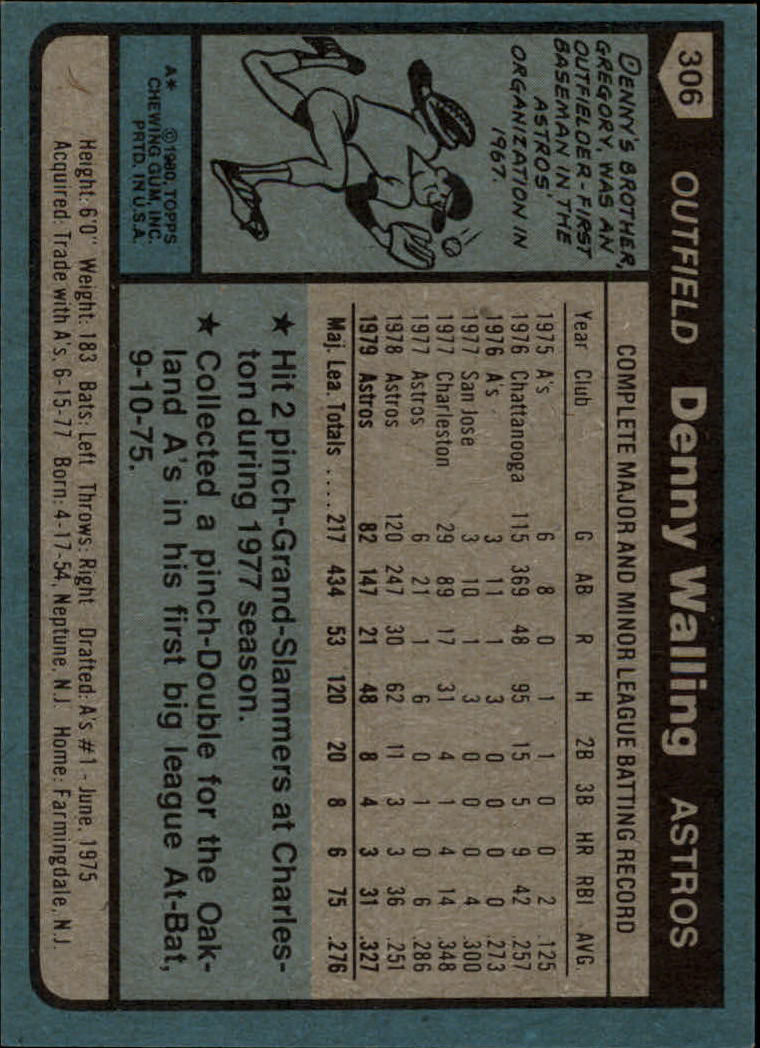 306 OUTFIELD Denny Walling ASTROS
DENNY'S BROTHER,
GREGORY, WAS AN
OUTFIELDER-FIRST
BASEMAN IN THE
ASTROS'
ORGANIZATION IN
1967.
A* ©1980, TOPPS
CHEWING GUM, INC.
PRTD. IN U.S.A.
COMPLETE MAJOR AND MINOR LEAGUE BATTING RECORD
Year Club G AB R H 2B 3B HR RBI AVG.
1975 A's 6 8 0 1 1 0 0 2 .125
1976 Chattanooga 115 369 48 95 15 5 9 42 .257
1976 A's 3 11 1 3 0 0 0 0 .273
1977 San Jose 3 10 1 3 0 0 0 4 .300
1977 Charleston 29 89 17 31 4 1 4 14 .348
1977 Astros 6 21 1 6 0 1 0 6 .286
1978 Astros 120 247 30 62 11 3 3 36 .251
1979 Astros 82 147 21 48 8 4 3 31 .327
Maj. Lea. Totals .... 217 434 53 120 20 8 6 75 .276
★ Hit 2 pinch-Grand-Slammers at Charles-
ton during 1977 season.
★ Collected a pinch-Double for the Oak-
land A's in his first big league At-Bat,
9-10-75.
Height: 6'0" Weight: 183 Bats: Left Throws: Right Drafted: A's #1 - June, 1975
Acquired: Trade with A's, 6-15-77 Born: 4-17-54, Neptune, N.J. Home: Farmingdale, N.J.